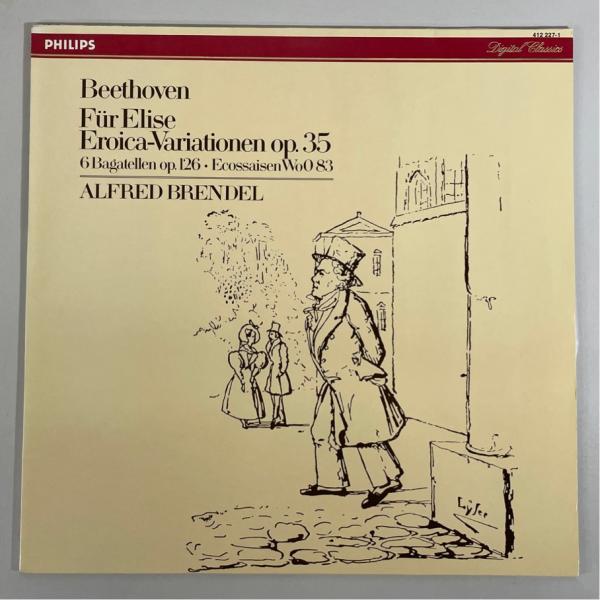 412 227-1
PHILIPS
Digital Classics
Beethoven
Für Elise
Eroica-Variationen op. 35
6 Bagatellen op. 126 · Ecossaisen WoO 83
ALFRED BRENDEL
Lyser